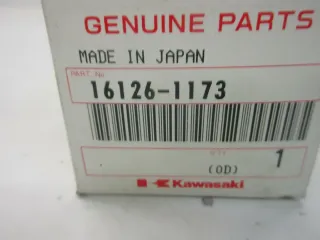 GENUINE PARTS
MADE IN JAPAN
PART No
16126-1173
1
(OD)
Kawasaki